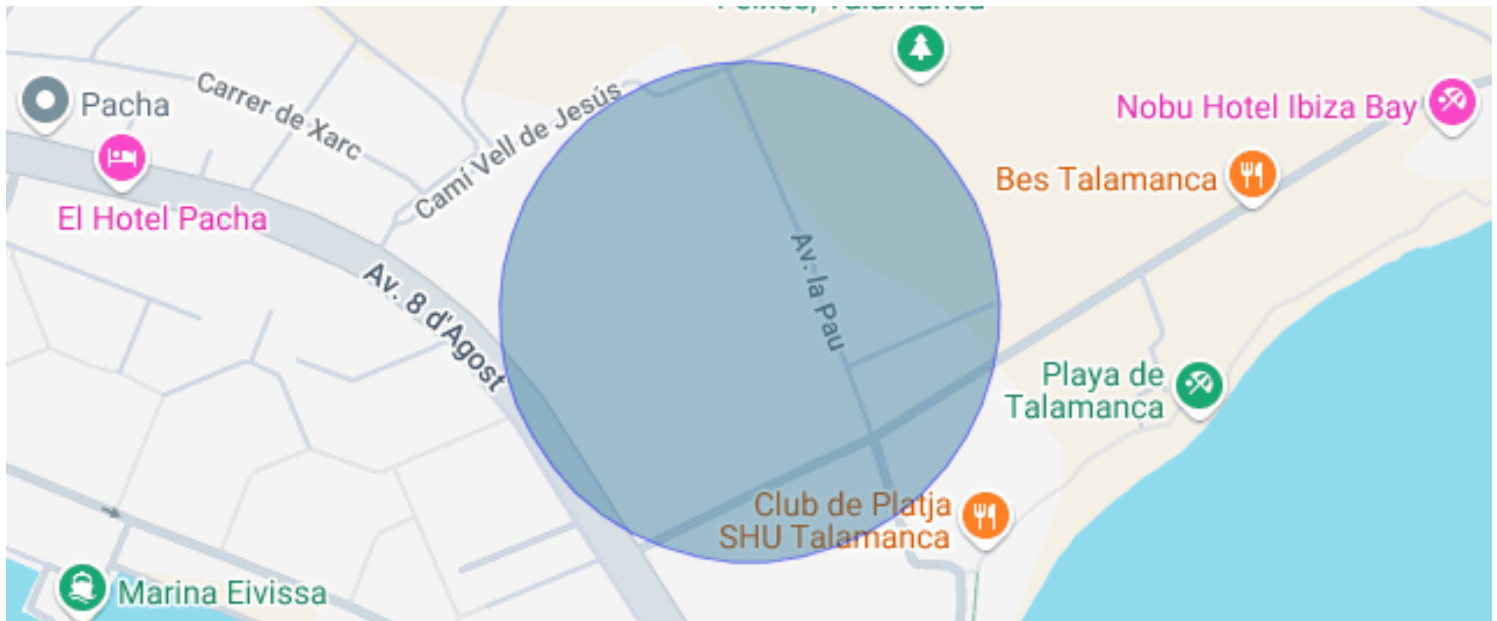 Talamanca
Pacha
Carrer de Xarc
Camí Vell de Jesús
Nobu Hotel Ibiza Bay
Bes Talamanca
El Hotel Pacha
Av. 8 d'Agost
Av. la Pau
Playa de
Talamanca
Club de Platja
SHU Talamanca
Marina Eivissa